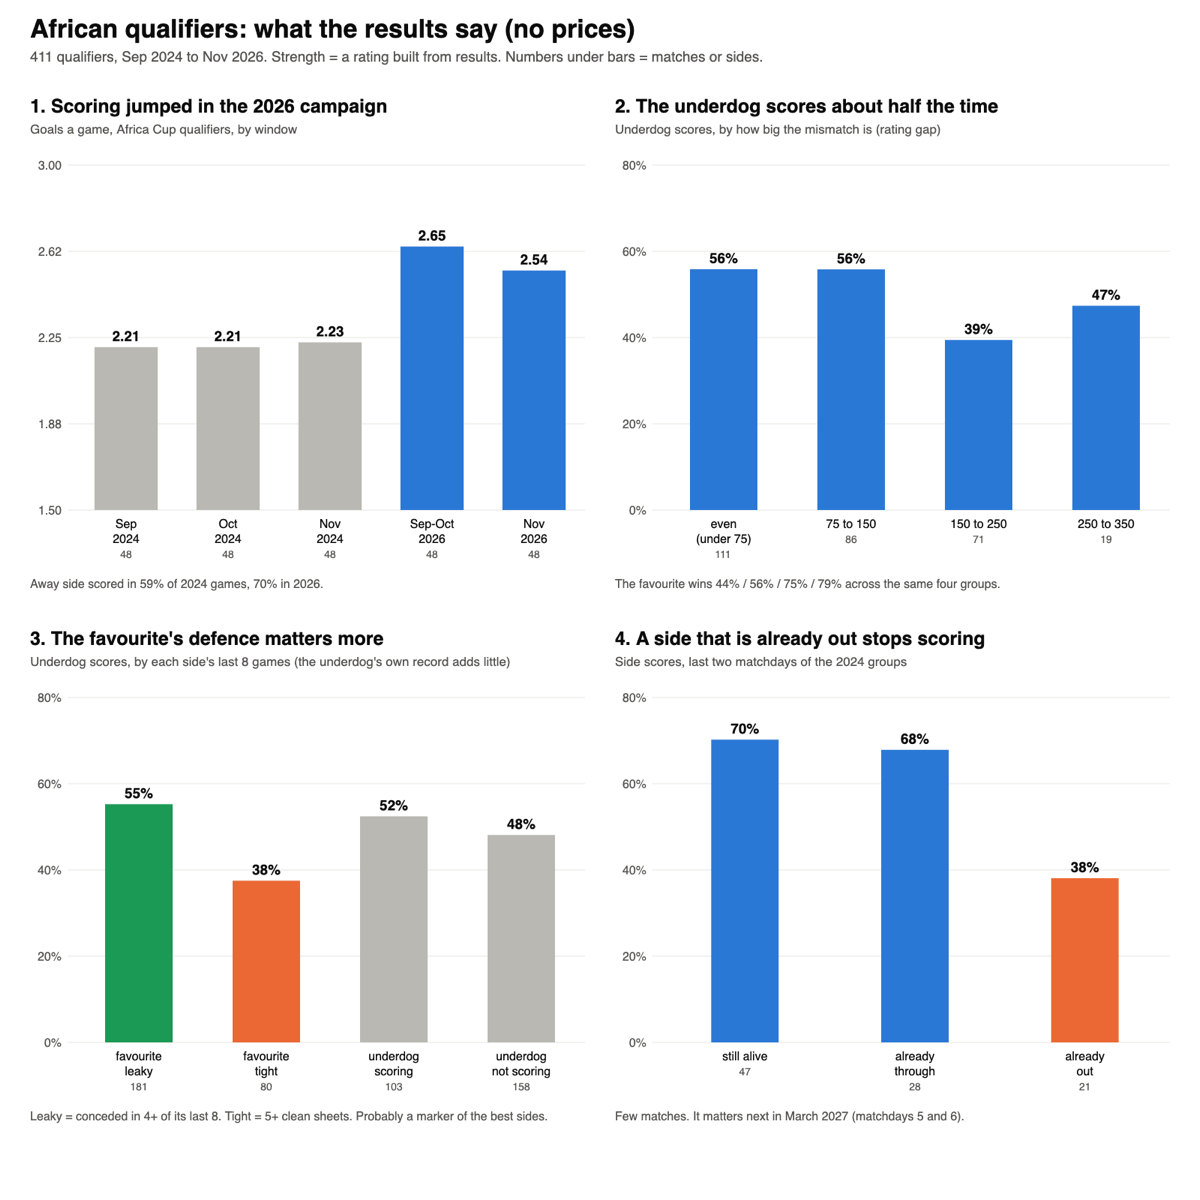 African qualifiers: what the results say (no prices)
411 qualifiers, Sep 2024 to Nov 2026. Strength = a rating built from results. Numbers under bars = matches or sides.
1. Scoring jumped in the 2026 campaign
Goals a game, Africa Cup qualifiers, by window
3.00
2.62
2.25
1.88
1.50
2.21
2.21
2.23
2.65
2.54
Sep
2024
48
Oct
2024
48
Nov
2024
48
Sep-Oct
2026
48
Nov
2026
48
Away side scored in 59% of 2024 games, 70% in 2026.
2. The underdog scores about half the time
Underdog scores, by how big the mismatch is (rating gap)
80%
60%
40%
20%
0%
56%
56%
39%
47%
even
(under 75)
111
75 to 150
86
150 to 250
71
250 to 350
19
The favourite wins 44% / 56% / 75% / 79% across the same four groups.
3. The favourite's defence matters more
Underdog scores, by each side's last 8 games (the underdog's own record adds little)
80%
60%
40%
20%
0%
55%
38%
52%
48%
favourite
leaky
181
favourite
tight
80
underdog
scoring
103
underdog
not scoring
158
Leaky = conceded in 4+ of its last 8. Tight = 5+ clean sheets. Probably a marker of the best sides.
4. A side that is already out stops scoring
Side scores, last two matchdays of the 2024 groups
80%
60%
40%
20%
0%
70%
68%
38%
still alive
47
already
through
28
already
out
21
Few matches. It matters next in March 2027 (matchdays 5 and 6).